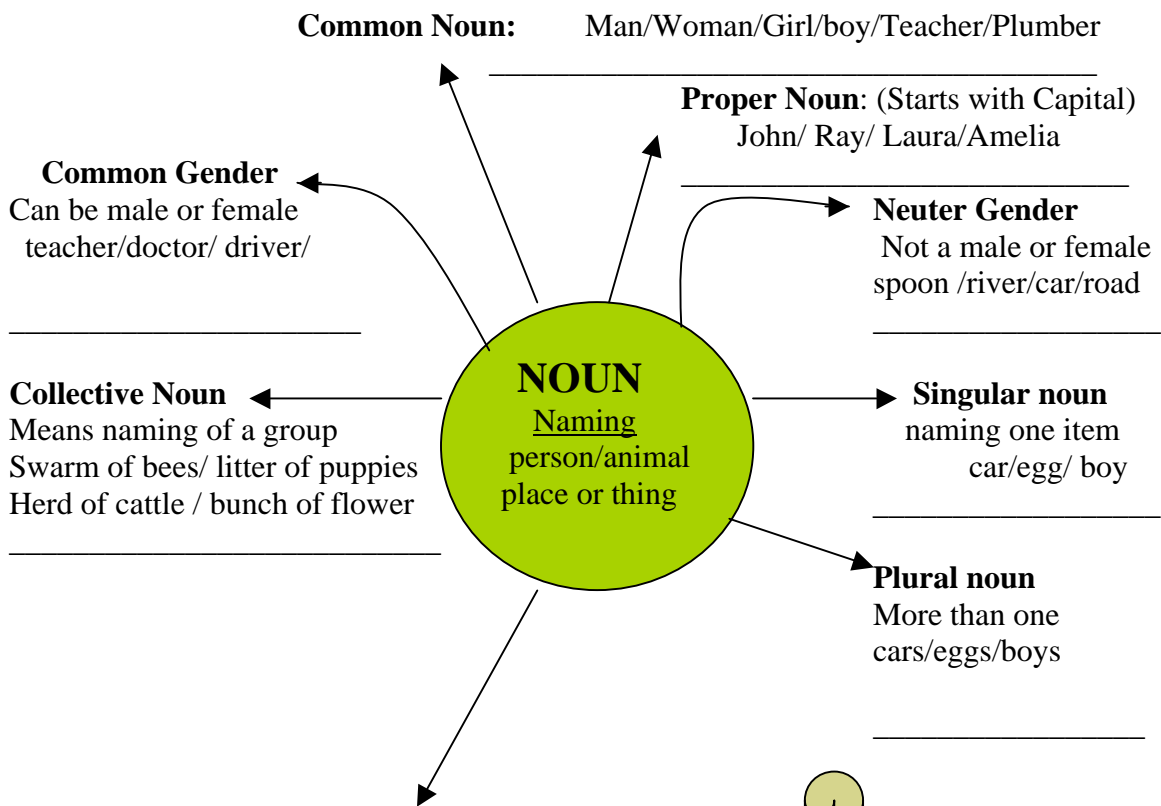 Common Noun: Man/Woman/Girl/boy/Teacher/Plumber
Proper Noun: (Starts with Capital)
John/ Ray/ Laura/Amelia
Common Gender
Can be male or female
teacher/doctor/ driver/
Neuter Gender
Not a male or female
spoon /river/car/road
NOUN
Naming
person/animal
place or thing
Collective Noun
Means naming of a group
Swarm of bees/ litter of puppies
Herd of cattle / bunch of flower
Singular noun
naming one item
car/egg/ boy
Plural noun
More than one
cars/eggs/boys